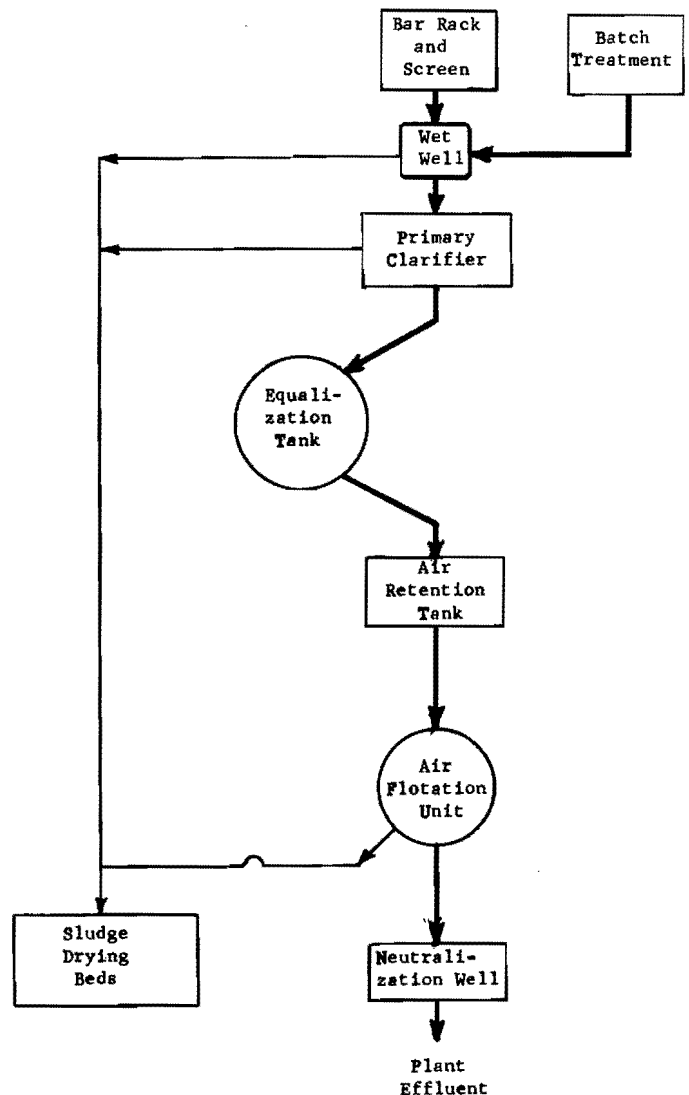 Bar Rack
and
Screen
Batch
Treatment
Wet
Well
Primary
Clarifier
Equali-
zation
Tank
Air
Retention
Tank
Air
Flotation
Unit
Sludge
Drying
Beds
Neutrali-
zation Well
Plant
Effluent